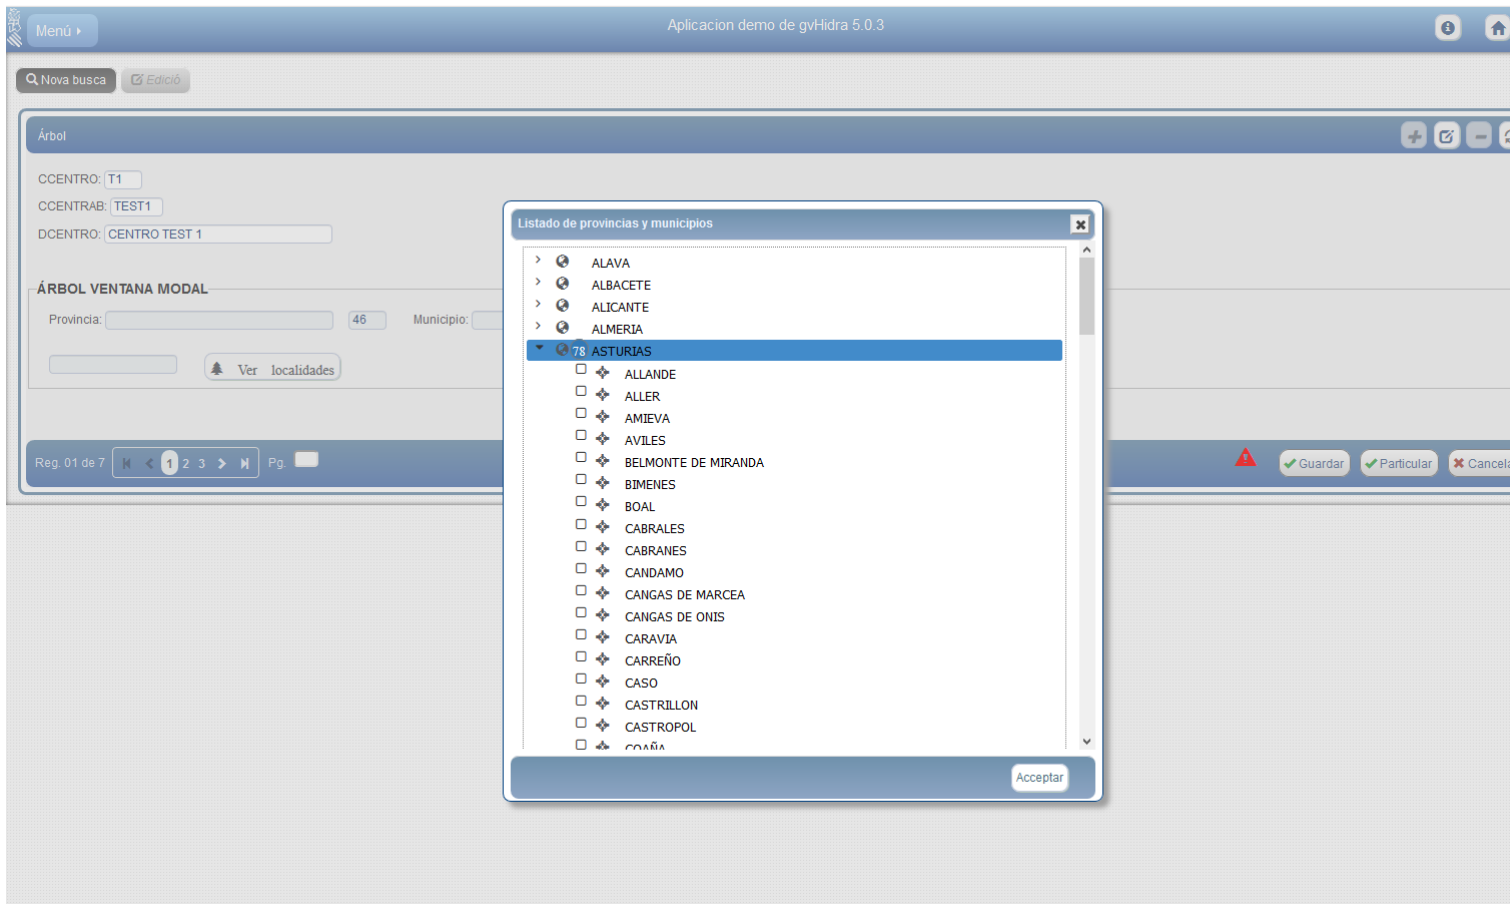 Menú
Aplicacion demo de gvHidra 5.0.3
Nova busca
Edició
Árbol
CCENTRO: T1
CCENTRAB: TEST1
DCENTRO: CENTRO TEST 1
ÁRBOL VENTANA MODAL
Provincia:
46
Municipio:
Ver localidades
Reg. 01 de 7
1 2 3
Pg.
Guardar
Particular
Cancela
Listado de provincias y municipios
ALAVA
ALBACETE
ALICANTE
ALMERIA
78 ASTURIAS
ALLANDE
ALLER
AMIEVA
AVILES
BELMONTE DE MIRANDA
BIMENES
BOAL
CABRALES
CABRANES
CANDAMO
CANGAS DE MARCEA
CANGAS DE ONIS
CARAVIA
CARREÑO
CASO
CASTRILLON
CASTROPOL
COAÑA
Acceptar